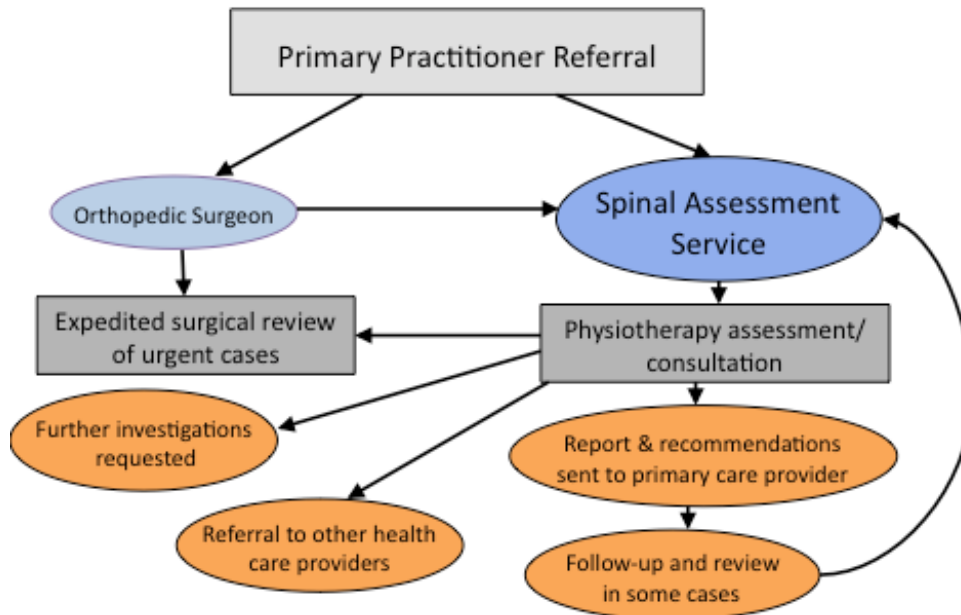 Primary Practitioner Referral
Orthopedic Surgeon
Spinal Assessment
Service
Expedited surgical review
of urgent cases
Physiotherapy assessment/
consultation
Further investigations
requested
Report & recommendations
sent to primary care provider
Referral to other health
care providers
Follow-up and review
in some cases